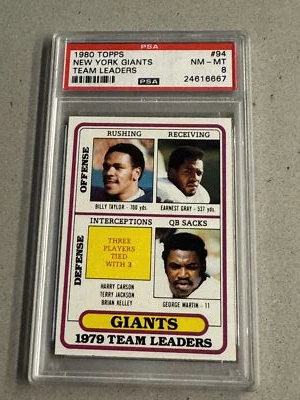 PSA
1980 TOPPS #94
NEW YORK GIANTS NM - MT
TEAM LEADERS 8
PSA 24616667
OFFENSE
RUSHING RECEIVING
BILLY TAYLOR - 700 yds. EARNEST GRAY - 537 yds.
DEFENSE
INTERCEPTIONS QB SACKS
THREE
PLAYERS
TIED
WITH 3
HARRY CARSON
TERRY JACKSON
BRIAN KELLEY GEORGE MARTIN - 11
GIANTS
1979 TEAM LEADERS